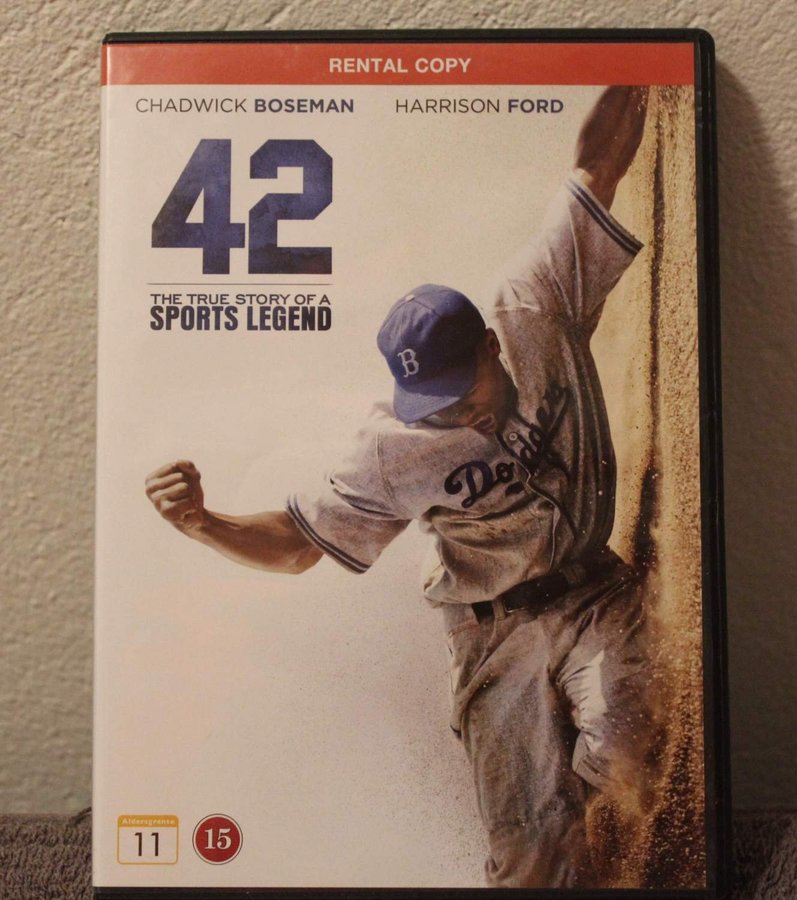 RENTAL COPY
CHADWICK BOSEMAN HARRISON FORD
42
THE TRUE STORY OF A
SPORTS LEGEND
B
Dodgers
Aldersgrense
11
15